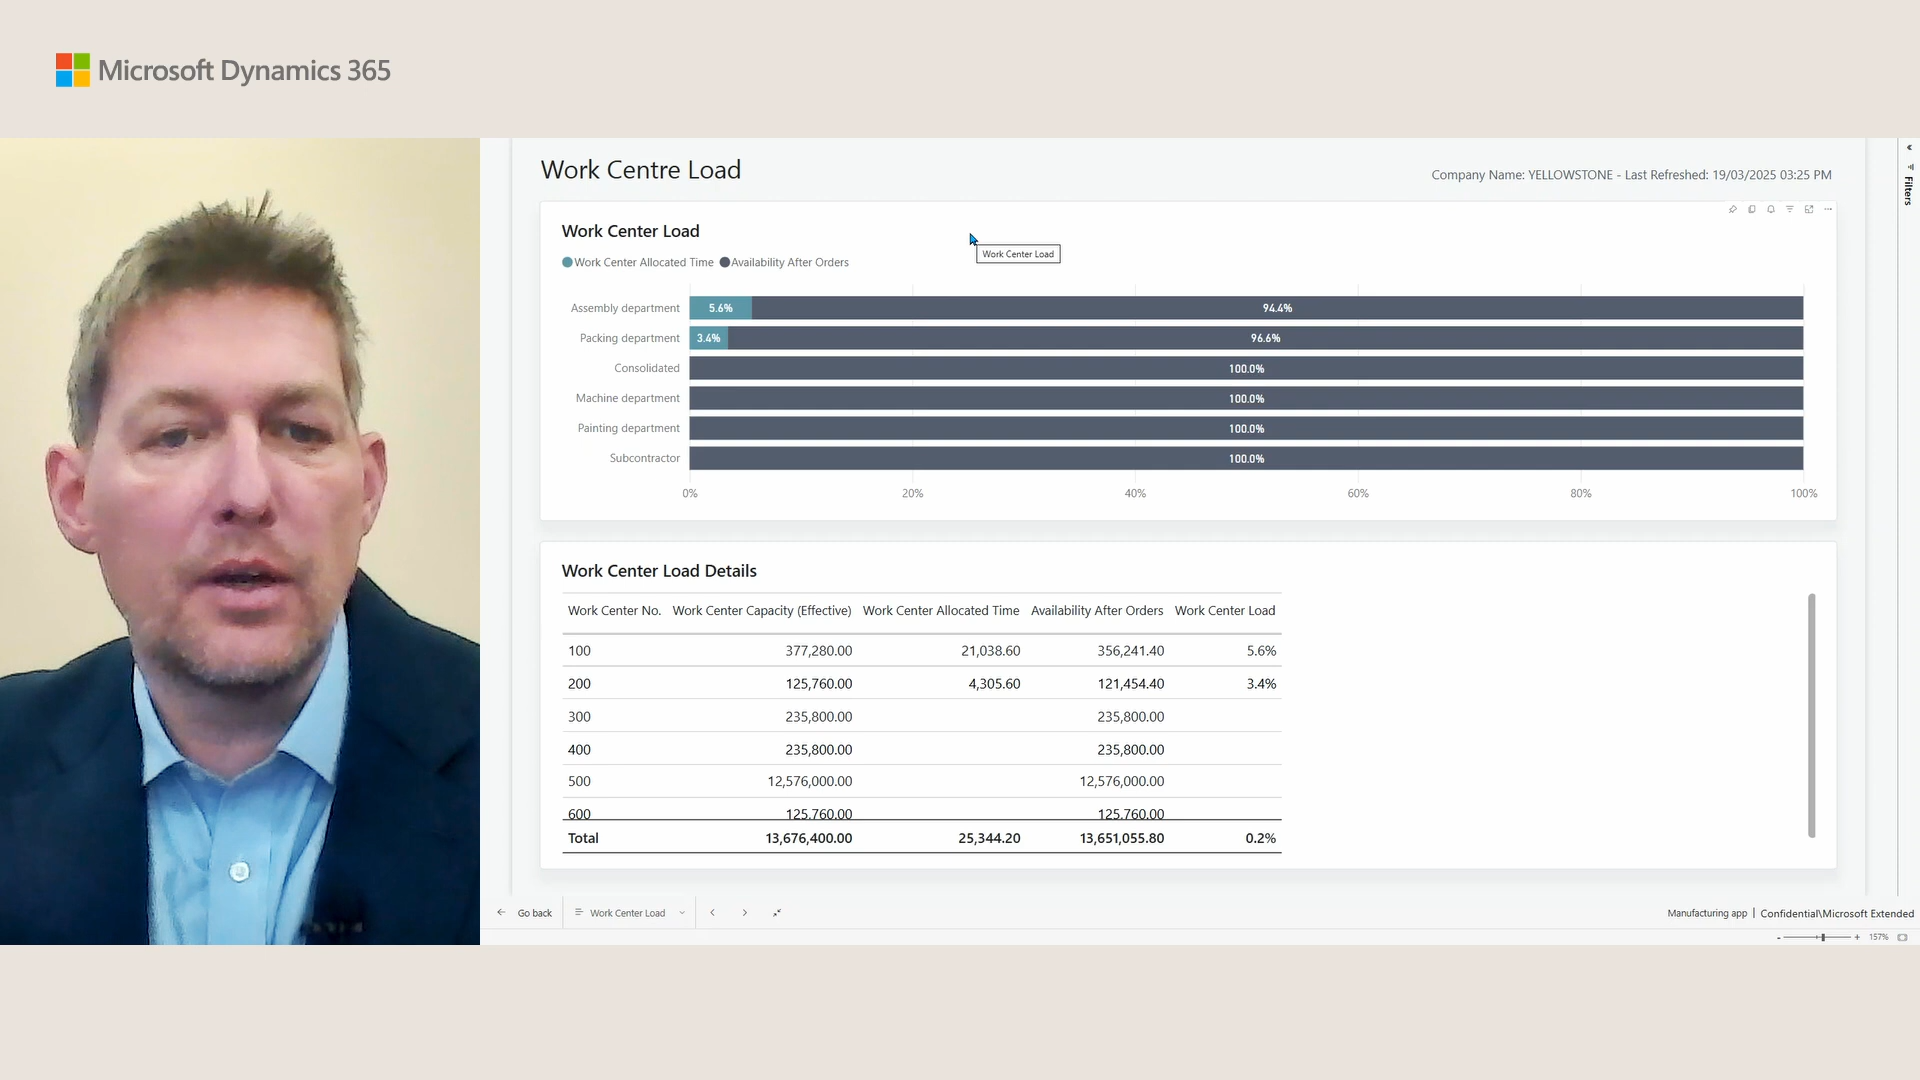 Microsoft Dynamics 365
Work Centre Load
Company Name: YELLOWSTONE - Last Refreshed: 19/03/2025 03:25 PM
Filters
Work Center Load
Work Center Load
Work Center Allocated Time Availability After Orders
Assembly department 5.6% 94.4%
Packing department 3.4% 96.6%
Consolidated 100.0%
Machine department 100.0%
Painting department 100.0%
Subcontractor 100.0%
0% 20% 40% 60% 80% 100%
Work Center Load Details
Work Center No. Work Center Capacity (Effective) Work Center Allocated Time Availability After Orders Work Center Load
100 377,280.00 21,038.60 356,241.40 5.6%
200 125,760.00 4,305.60 121,454.40 3.4%
300 235,800.00 235,800.00
400 235,800.00 235,800.00
500 12,576,000.00 12,576,000.00
600 125,760.00 125,760.00
Total 13,676,400.00 25,344.20 13,651,055.80 0.2%
Go back Work Center Load Manufacturing app | Confidential\Microsoft Extended
- + 157%